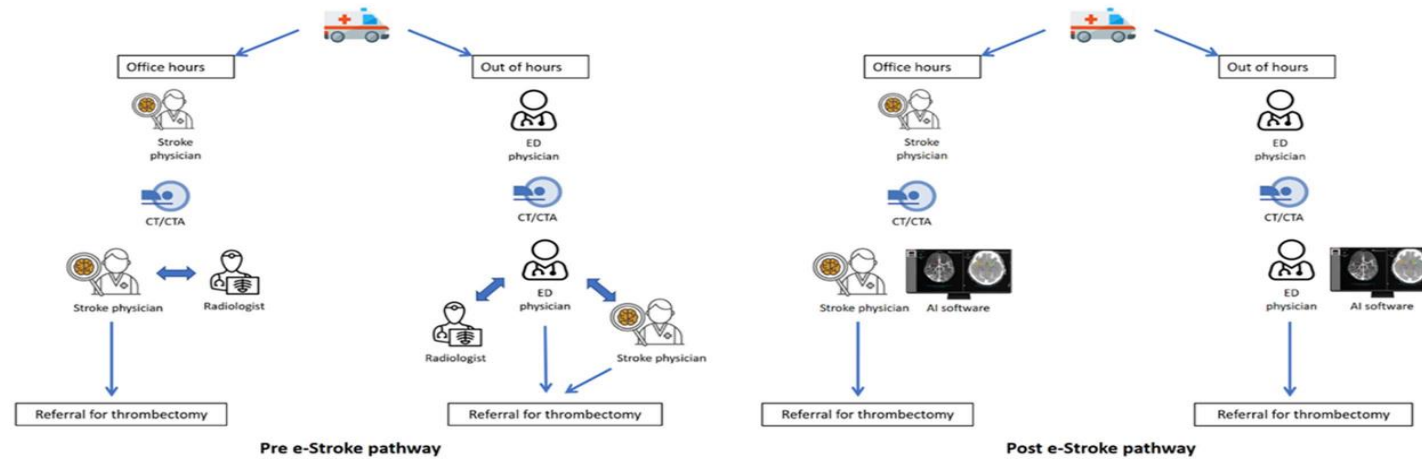 Office hours
Out of hours
Stroke
physician
ED
physician
CT/CTA
CT/CTA
Stroke physician
Radiologist
ED
physician
Radiologist
Stroke physician
Referral for thrombectomy
Referral for thrombectomy
Pre e-Stroke pathway
Office hours
Out of hours
Stroke
physician
ED
physician
CT/CTA
CT/CTA
Stroke physician
AI software
ED
physician
AI software
Referral for thrombectomy
Referral for thrombectomy
Post e-Stroke pathway